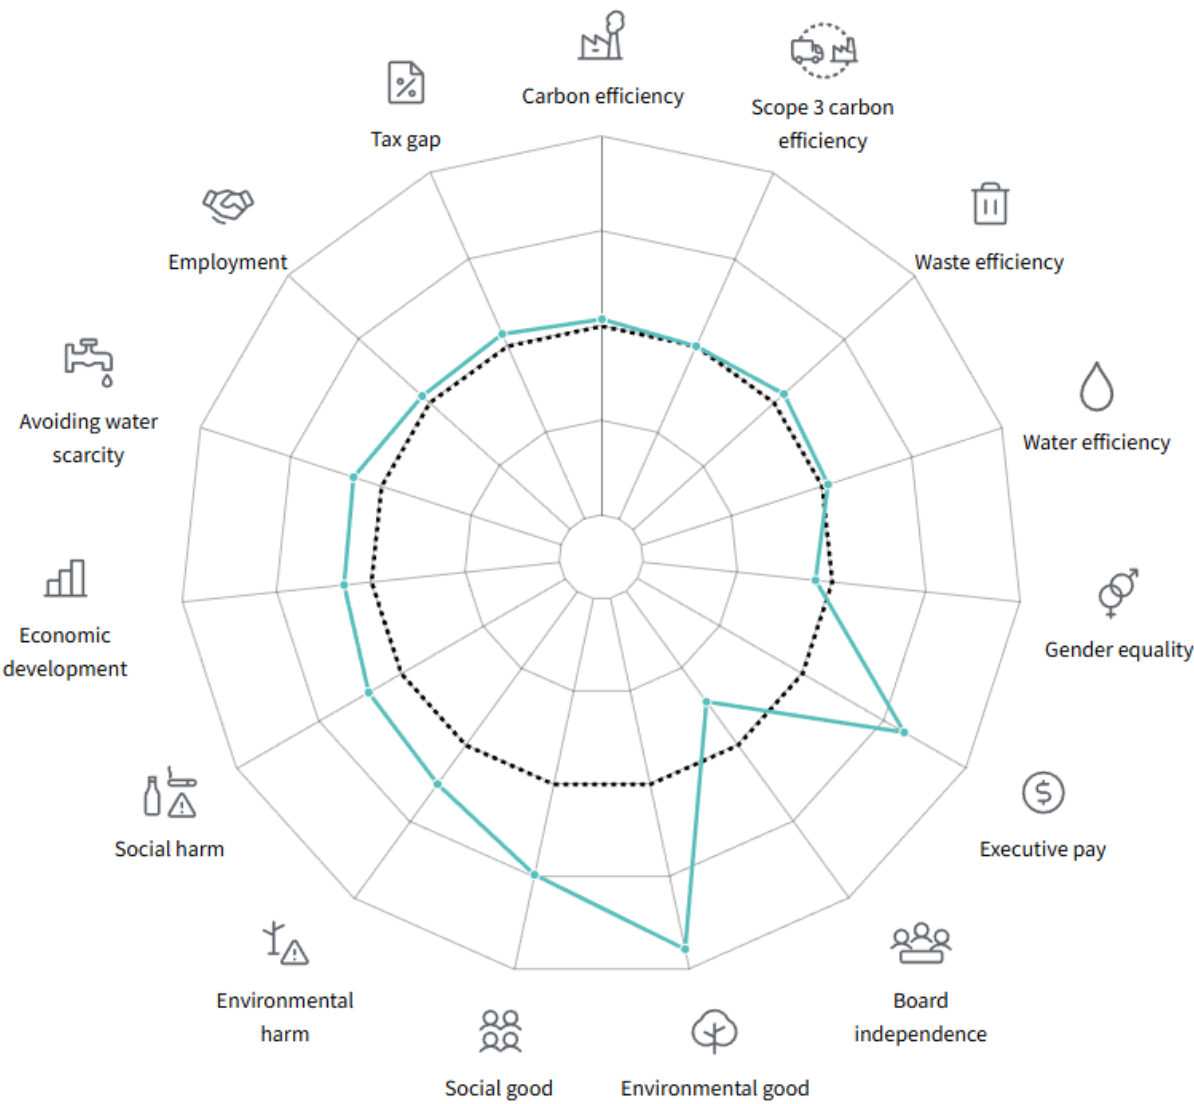 Carbon efficiency
Scope 3 carbon
efficiency
Waste efficiency
Water efficiency
Gender equality
Executive pay
Board
independence
Environmental good
Social good
Environmental
harm
Social harm
Economic
development
Avoiding water
scarcity
Employment
Tax gap